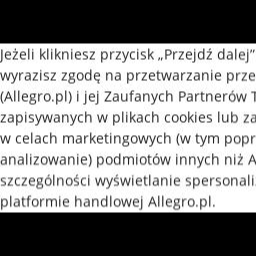 Jeżeli klikniesz przycisk „Przejdź dalej”
wyrazisz zgodę na przetwarzanie prze
(Allegro.pl) i jej Zaufanych Partnerów
zapisywanych w plikach cookies lub za
w celach marketingowych (w tym popr
analizowanie) podmiotów innych niż A
szczególności wyświetlanie spersonali
platformie handlowej Allegro.pl.